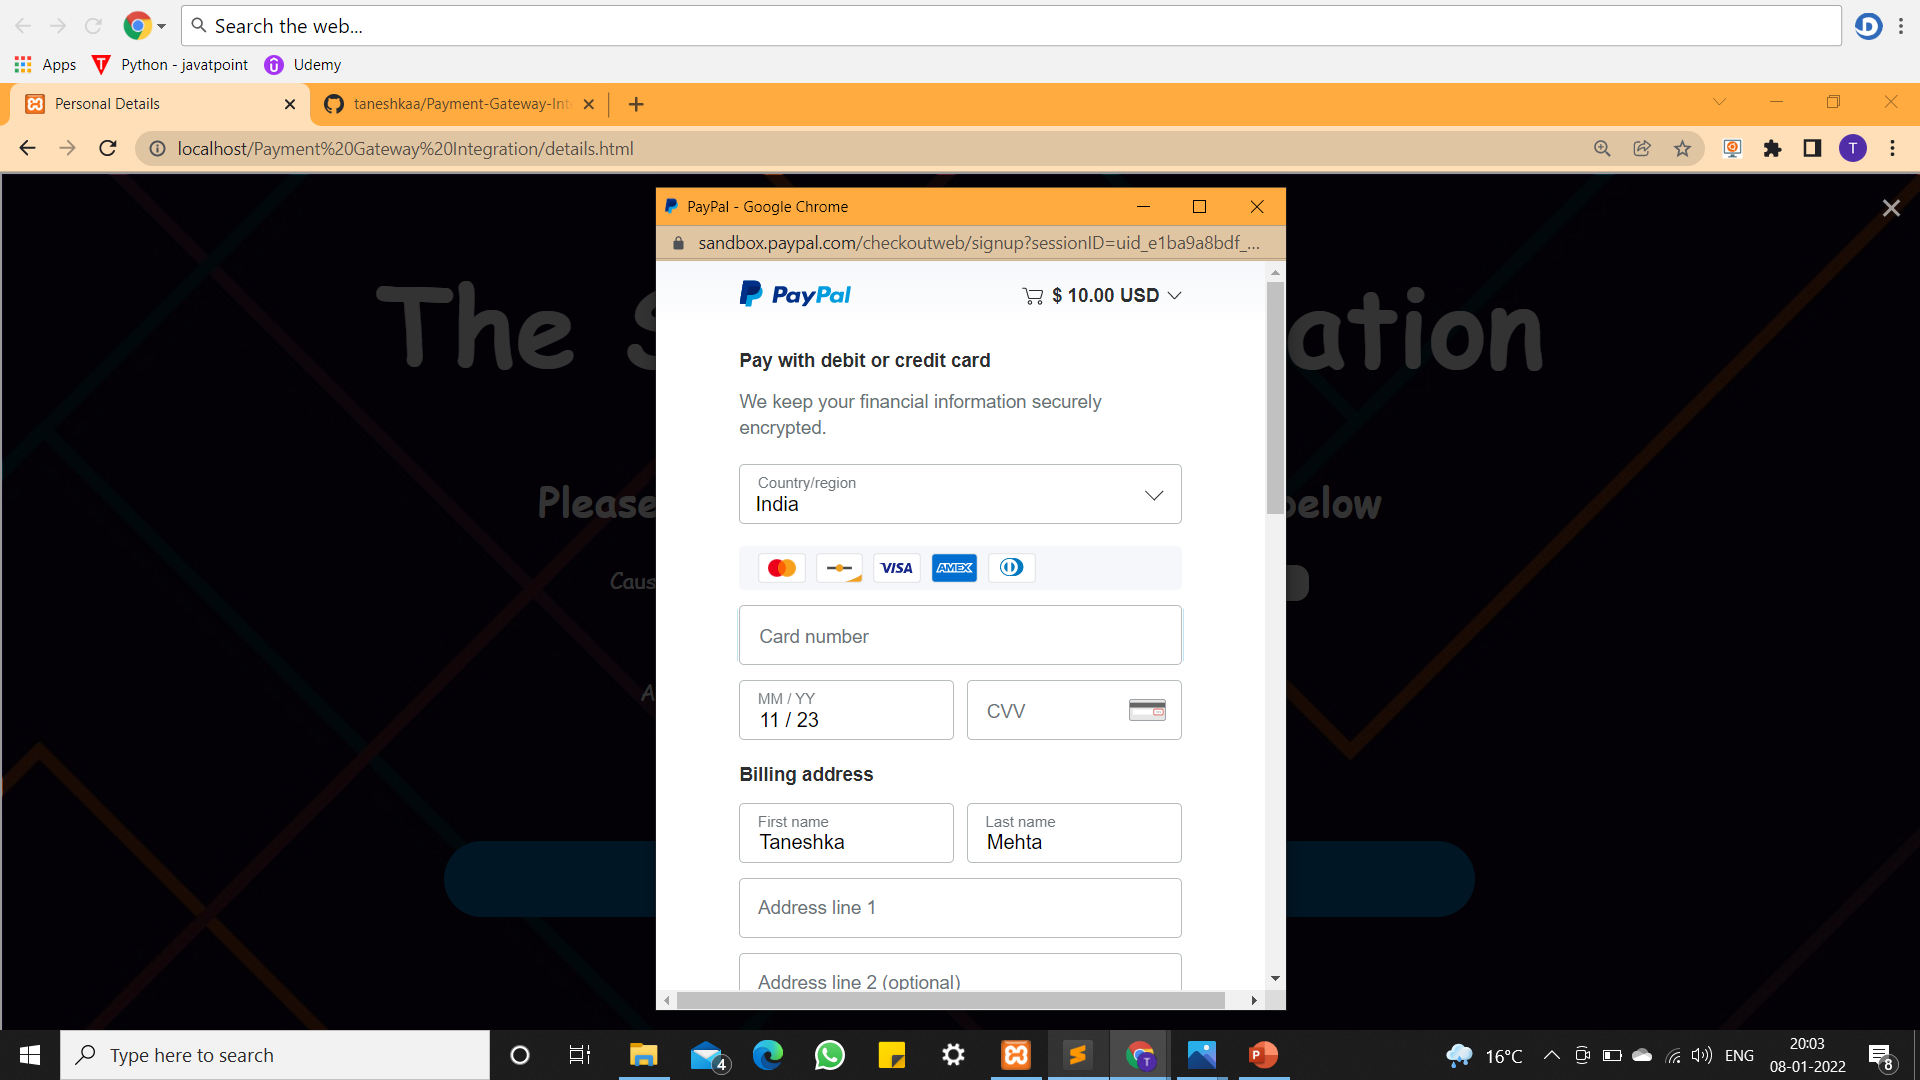 Search the web...
Apps
Python - javatpoint
Udemy
Personal Details
taneshkaa/Payment-Gateway-Int
localhost/Payment%20Gateway%20Integration/details.html
T
PayPal - Google Chrome
sandbox.paypal.com/checkoutweb/signup?sessionID=uid_e1ba9a8bdf_...
The S
ation
PayPal
$ 10.00 USD
Pay with debit or credit card
We keep your financial information securely
encrypted.
Please
below
Country/region
India
VISA
AMEX
Caus
Card number
A
MM / YY
11 / 23
CVV
Billing address
First name
Taneshka
Last name
Mehta
Address line 1
Address line 2 (optional)
Type here to search
4
T
P
16°C
ENG
20:03
08-01-2022
8